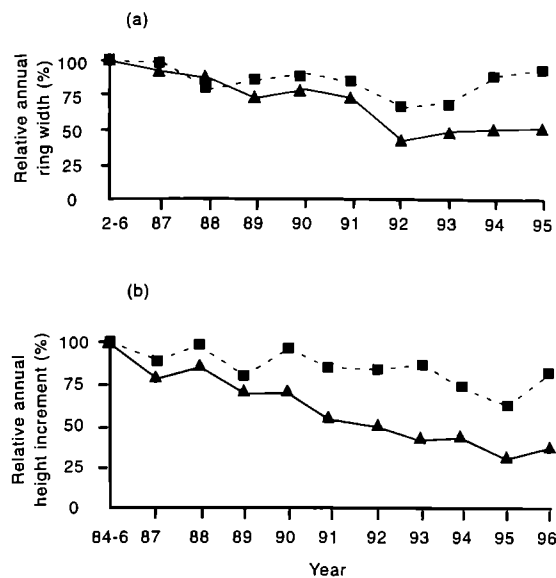 (a)
Relative annual
ring width (%)
100
75
50
25
0
2-6 87 88 89 90 91 92 93 94 95
(b)
Relative annual
height increment (%)
100
75
50
25
0
84-6 87 88 89 90 91 92 93 94 95 96
Year